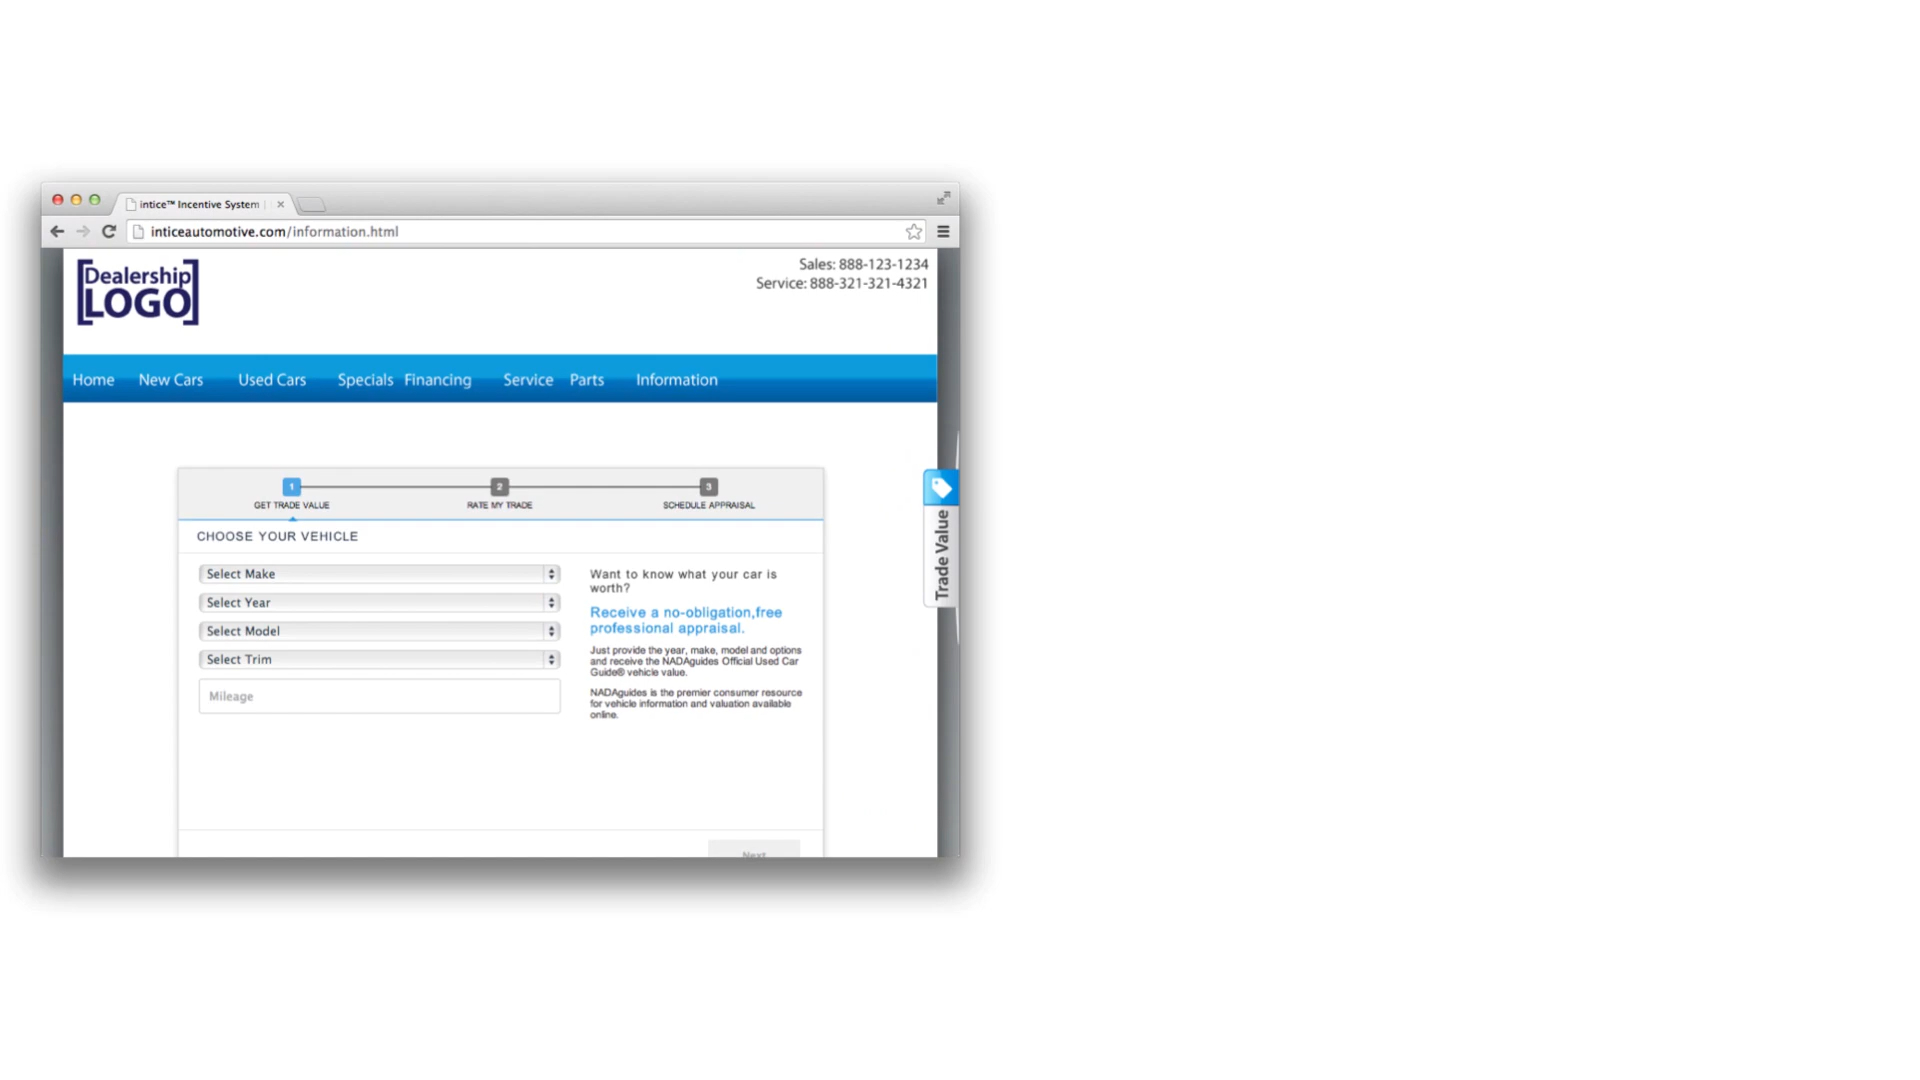 intice™ Incentive System
inticeautomotive.com/information.html
[Dealership
LOGO]
Sales: 888-123-1234
Service: 888-321-321-4321
Home New Cars Used Cars Specials Financing Service Parts Information
1 2 3
GET TRADE VALUE RATE MY TRADE SCHEDULE APPRAISAL
CHOOSE YOUR VEHICLE
Select Make
Select Year
Select Model
Select Trim
Mileage
Want to know what your car is
worth?
Receive a no-obligation,free
professional appraisal.
Just provide the year, make, model and options
and receive the NADAguides Official Used Car
Guide® vehicle value.
NADAguides is the premier consumer resource
for vehicle information and valuation available
online.
Next
Trade Value